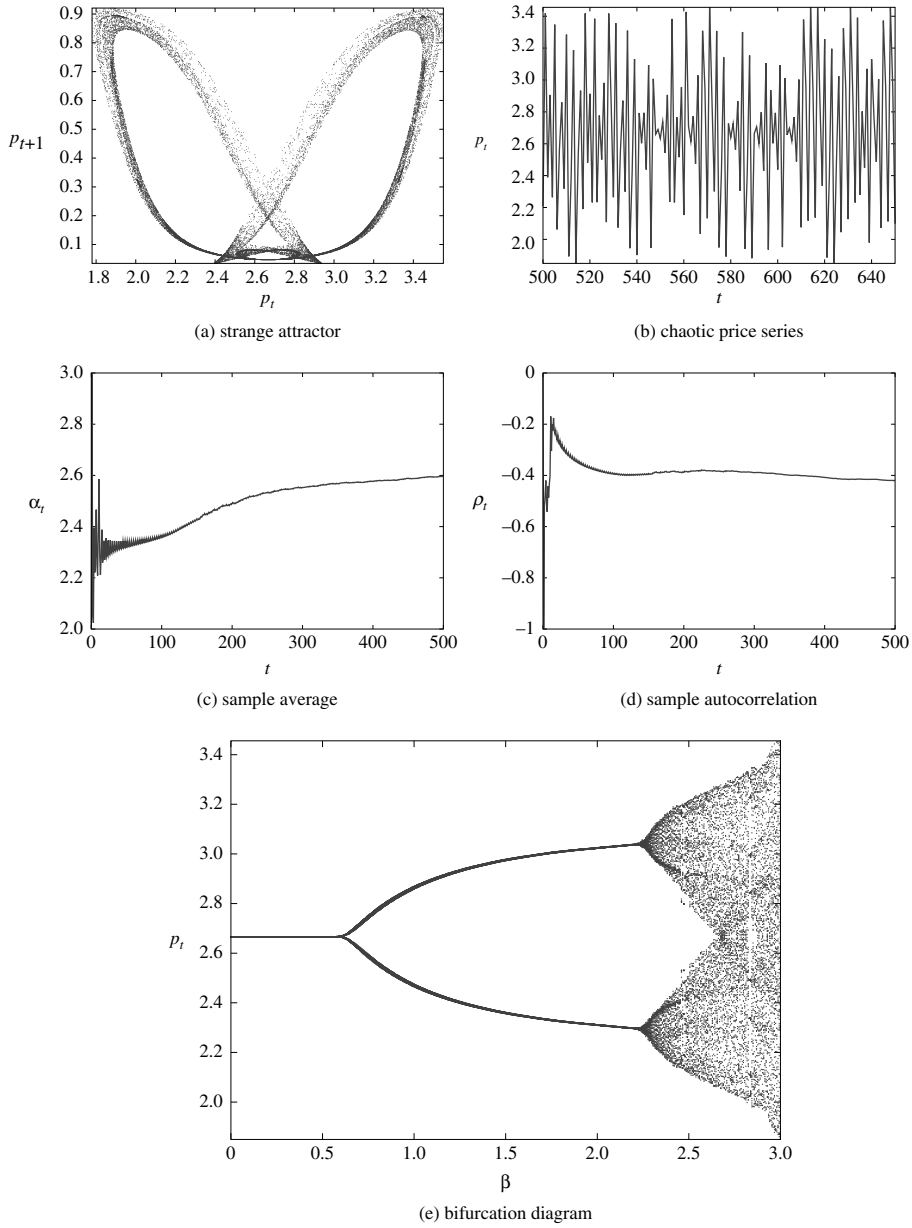 0.9
0.8
0.7
0.6
p t+1
0.5
0.4
0.3
0.2
0.1
1.8 2.0 2.2 2.4 2.6 2.8 3.0 3.2 3.4
p t
(a) strange attractor
3.4
3.2
3.0
2.8
p t
2.6
2.4
2.2
2.0
500 520 540 560 580 600 620 640
t
(b) chaotic price series
3.0
2.8
2.6
α t
2.4
2.2
2.0
0 100 200 300 400 500
t
(c) sample average
0
−0.2
−0.4
ρ t
−0.6
−0.8
−1
0 100 200 300 400 500
t
(d) sample autocorrelation
3.4
3.2
3.0
2.8
p t
2.6
2.4
2.2
2.0
0 0.5 1.0 1.5 2.0 2.5 3.0
β
(e) bifurcation diagram